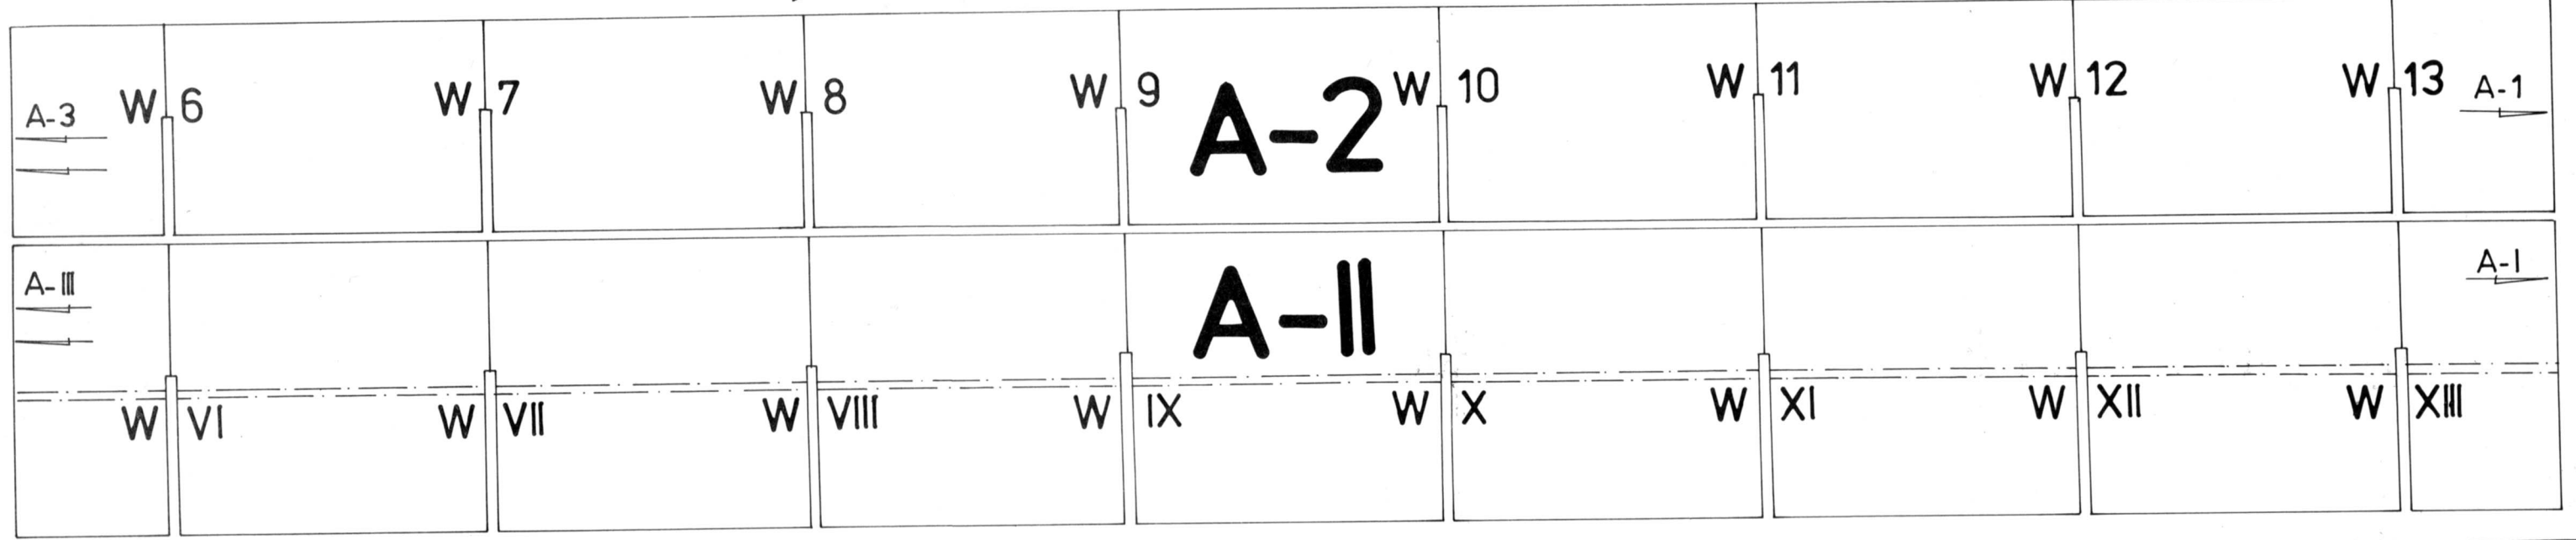 A-3 W 6 W 7 W 8 W 9 A-2 W 10 W 11 W 12 W 13 A-1
A-III A-II A-I
W VI W VII W VIII W IX W X W XI W XII W XIII